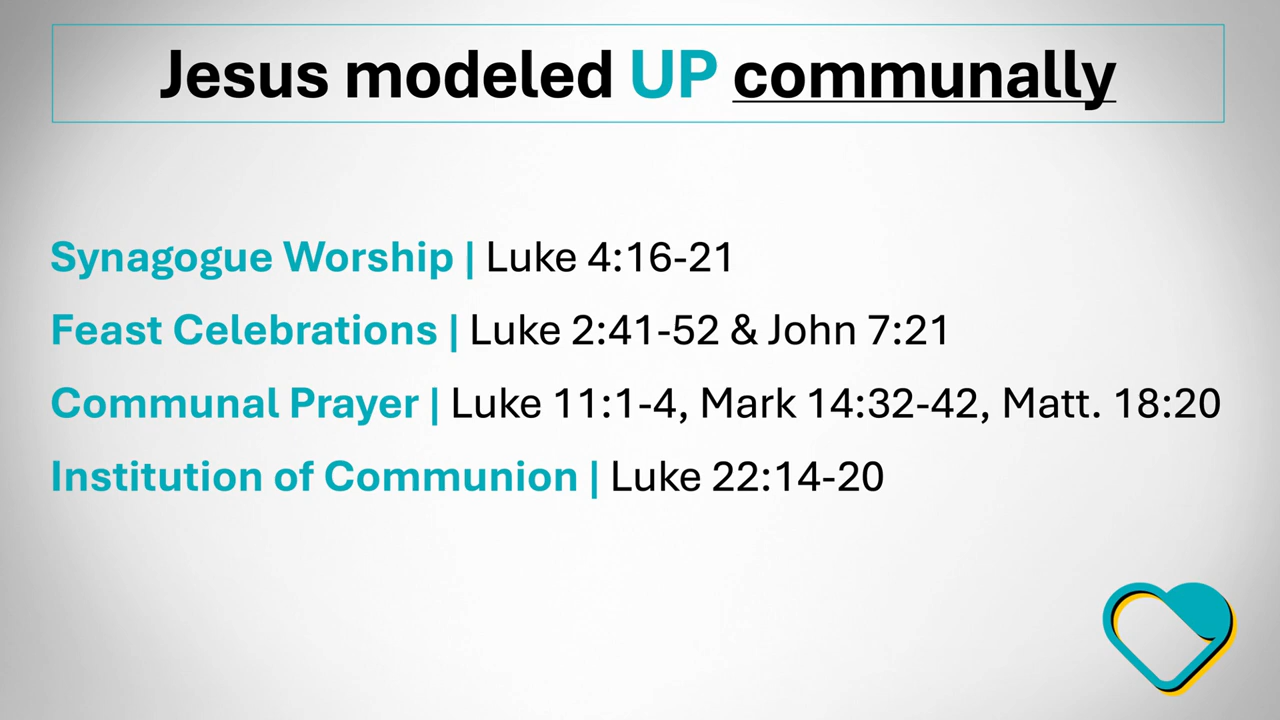 Jesus modeled UP communally
Synagogue Worship | Luke 4:16-21
Feast Celebrations | Luke 2:41-52 & John 7:21
Communal Prayer | Luke 11:1-4, Mark 14:32-42, Matt. 18:20
Institution of Communion | Luke 22:14-20